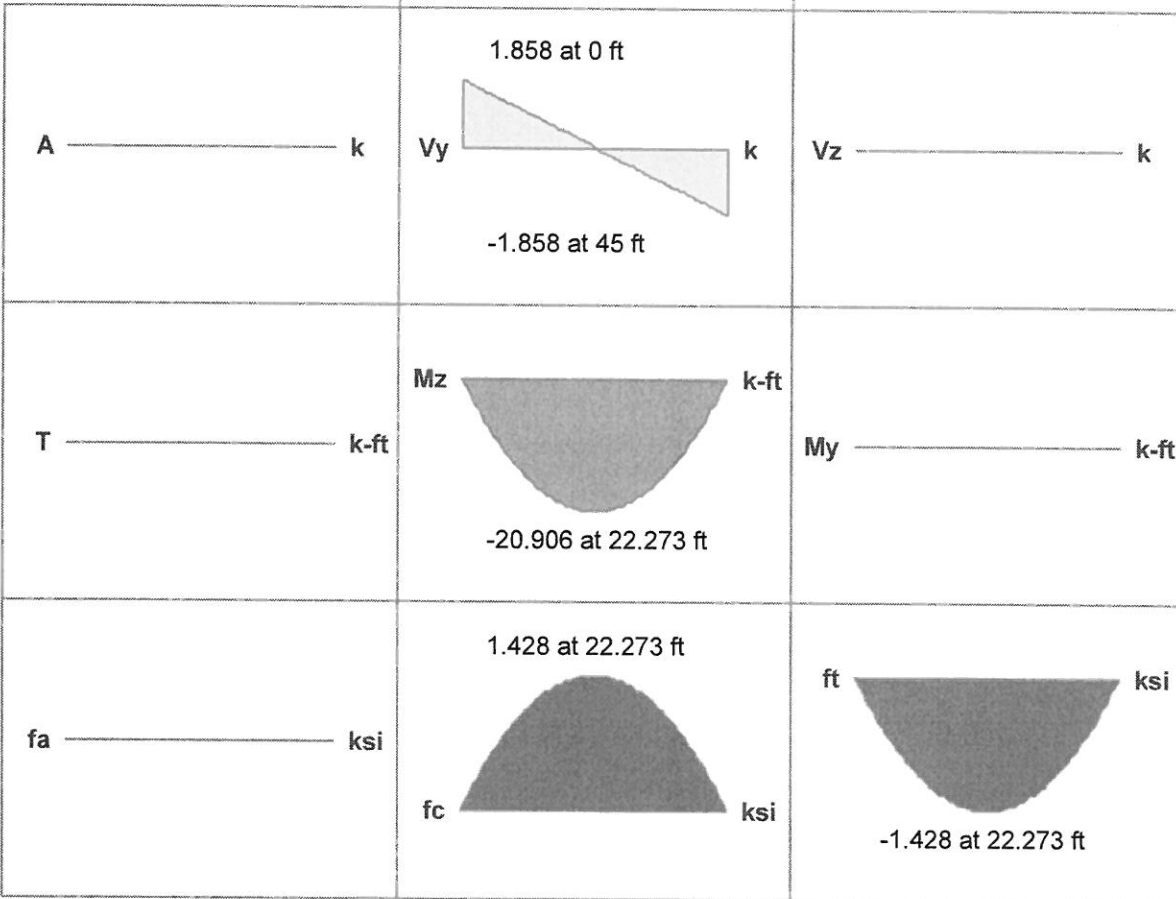 1.858 at 0 ft
A k
Vy k
Vz k
-1.858 at 45 ft
Mz k-ft
T k-ft
My k-ft
-20.906 at 22.273 ft
1.428 at 22.273 ft
ft ksi
fa ksi
fc ksi
-1.428 at 22.273 ft